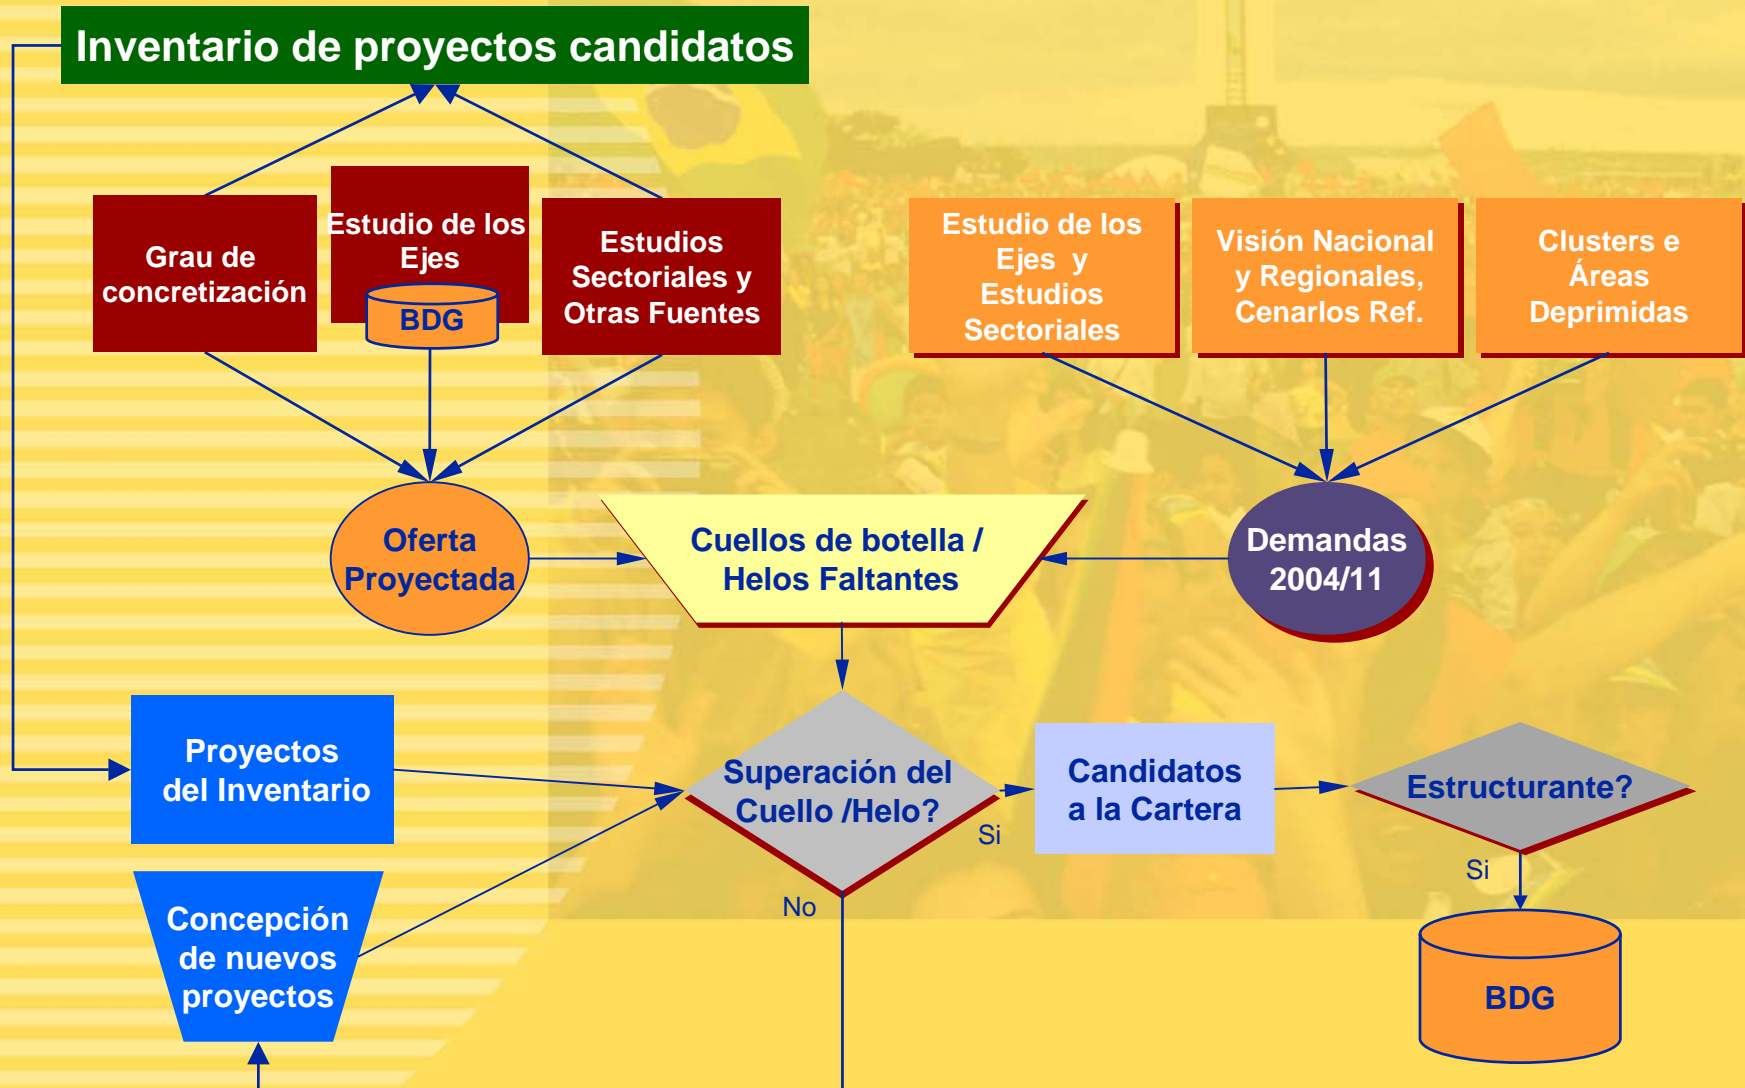 Inventario de proyectos candidatos
Grau de
concretización
Estudio de los
Ejes
BDG
Estudios
Sectoriales y
Otras Fuentes
Estudio de los
Ejes y
Estudios
Sectoriales
Visión Nacional
y Regionales,
Cenarlos Ref.
Clusters e
Áreas
Deprimidas
Oferta
Proyectada
Cuellos de botella /
Helos Faltantes
Demandas
2004/11
Proyectos
del Inventario
Superación del
Cuello /Helo?
Si
No
Candidatos
a la Cartera
Estructurante?
Si
Concepción
de nuevos
proyectos
BDG